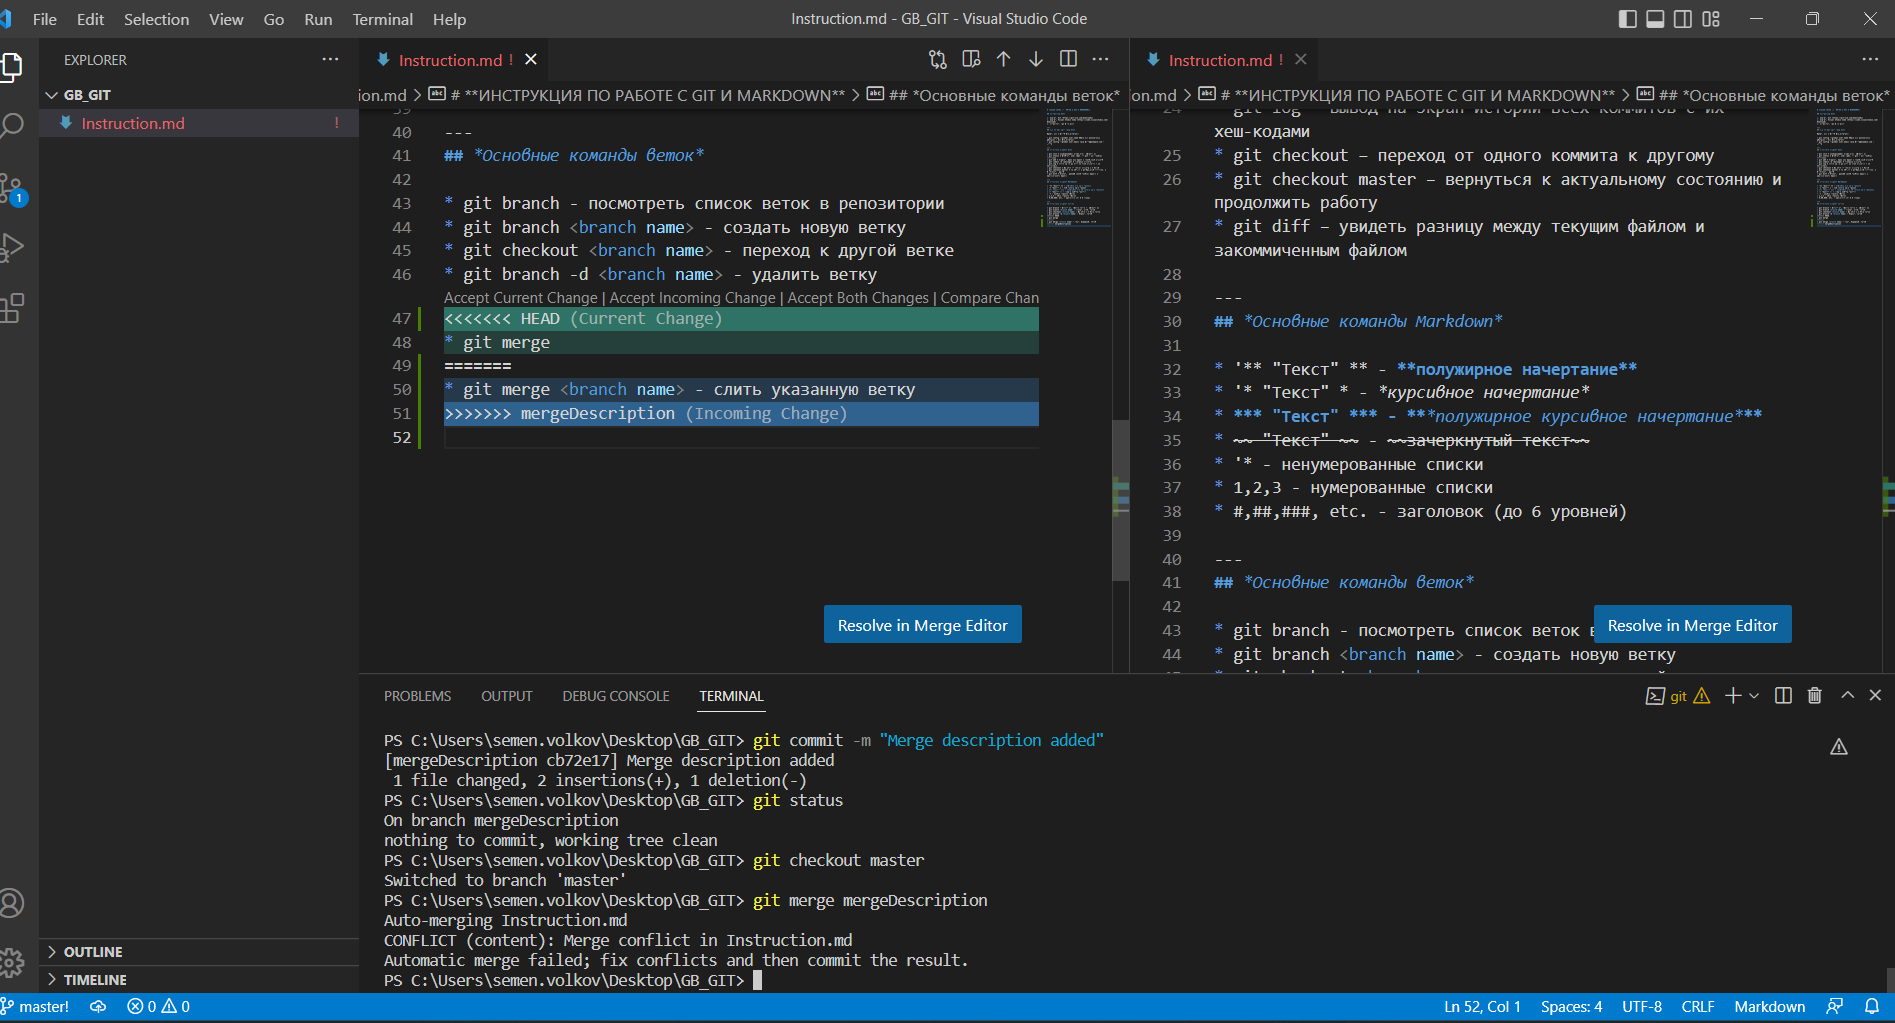 File Edit Selection View Go Run Terminal Help
Instruction.md - GB_GIT - Visual Studio Code
EXPLORER
GB_GIT
Instruction.md !
OUTLINE
TIMELINE
1
Instruction.md !
ion.md > # **ИНСТРУКЦИЯ ПО РАБОТЕ С GIT И MARKDOWN** > ## *Основные команды веток*
40 ---
41 ## *Основные команды веток*
42
43 * git branch - посмотреть список веток в репозитории
44 * git branch <branch name> - создать новую ветку
45 * git checkout <branch name> - переход к другой ветке
46 * git branch -d <branch name> - удалить ветку
Accept Current Change | Accept Incoming Change | Accept Both Changes | Compare Chan
47 <<<<<<< HEAD (Current Change)
48 * git merge
49 =======
50 * git merge <branch name> - слить указанную ветку
51 >>>>>>> mergeDescription (Incoming Change)
52
Resolve in Merge Editor
Instruction.md !
on.md > # **ИНСТРУКЦИЯ ПО РАБОТЕ С GIT И MARKDOWN** > ## *Основные команды веток*
24 * git log – вывод на экран истории всех коммитов с их
хеш-кодами
25 * git checkout – переход от одного коммита к другому
26 * git checkout master – вернуться к актуальному состоянию и
продолжить работу
27 * git diff – увидеть разницу между текущим файлом и
закоммиченным файлом
28
29 ---
30 ## *Основные команды Markdown*
31
32 * '** "Текст" ** - **полужирное начертание**
33 * '* "Текст" * - *курсивное начертание*
34 * *** "Текст" *** - ***полужирное курсивное начертание***
35 * ~~ "Текст" ~~ - ~~зачеркнутый текст~~
36 * '* - ненумерованные списки
37 * 1,2,3 - нумерованные списки
38 * #,##,###, etc. - заголовок (до 6 уровней)
39
40 ---
41 ## *Основные команды веток*
42
43 * git branch - посмотреть список веток в
44 * git branch <branch name> - создать новую ветку
Resolve in Merge Editor
PROBLEMS OUTPUT DEBUG CONSOLE TERMINAL
git
PS C:\Users\semen.volkov\Desktop\GB_GIT> git commit -m "Merge description added"
[mergeDescription cb72e17] Merge description added
1 file changed, 2 insertions(+), 1 deletion(-)
PS C:\Users\semen.volkov\Desktop\GB_GIT> git status
On branch mergeDescription
nothing to commit, working tree clean
PS C:\Users\semen.volkov\Desktop\GB_GIT> git checkout master
Switched to branch 'master'
PS C:\Users\semen.volkov\Desktop\GB_GIT> git merge mergeDescription
Auto-merging Instruction.md
CONFLICT (content): Merge conflict in Instruction.md
Automatic merge failed; fix conflicts and then commit the result.
PS C:\Users\semen.volkov\Desktop\GB_GIT>
master! 0 0 Ln 52, Col 1 Spaces: 4 UTF-8 CRLF Markdown